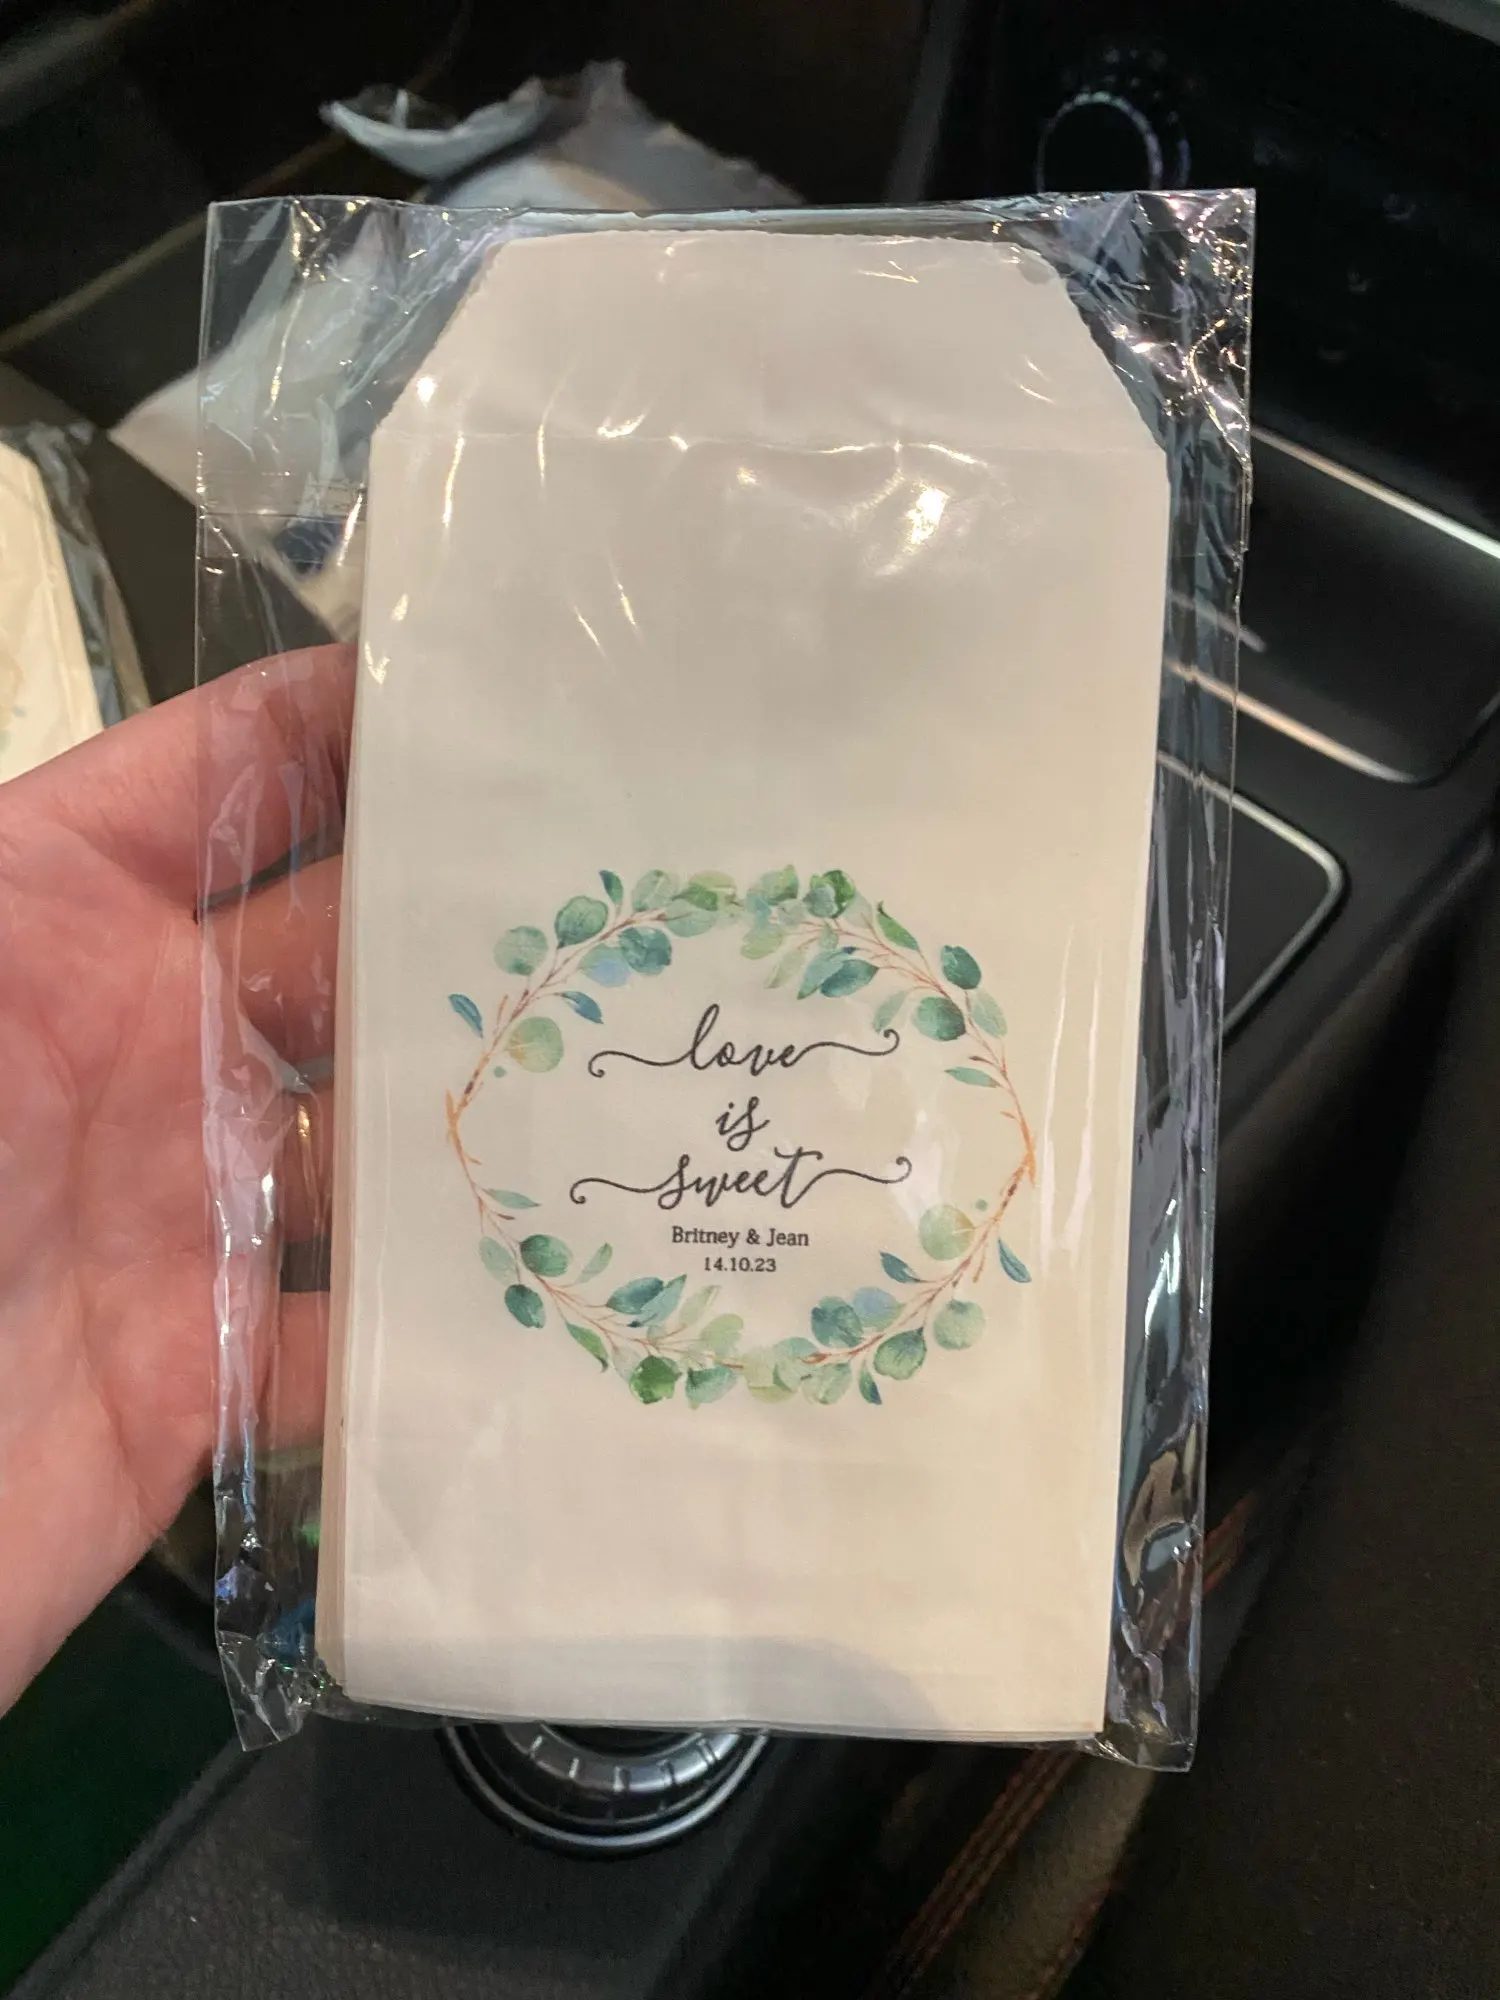 love
is
sweet
Britney & Jean
14.10.23